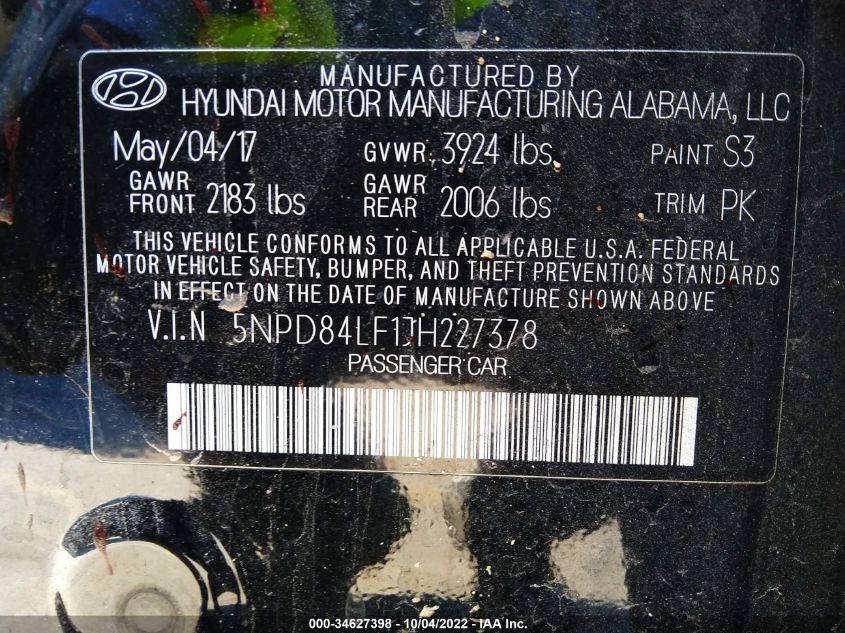 MANUFACTURED BY
HYUNDAI MOTOR MANUFACTURING ALABAMA, LLC
May/04/17 GVWR: 3924 lbs. PAINT S3
GAWR FRONT 2183 lbs GAWR REAR 2006 lbs TRIM PK
THIS VEHICLE CONFORMS TO ALL APPLICABLE U.S.A. FEDERAL
MOTOR VEHICLE SAFETY, BUMPER, AND THEFT PREVENTION STANDARDS
IN EFFECT ON THE DATE OF MANUFACTURE SHOWN ABOVE
V.I.N 5NPD84LF1JH227378
PASSENGER CAR
000-34627398 - 10/04/2022 - IAA Inc.